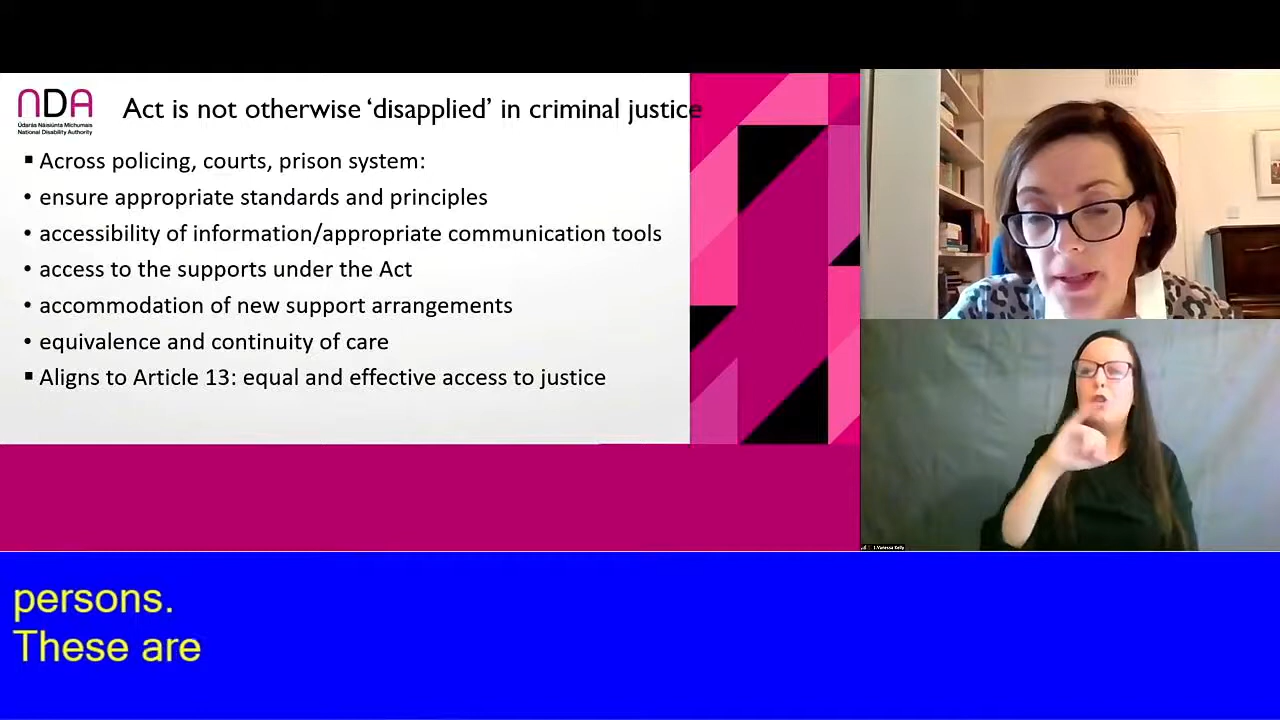 NDA
Údarás Náisiúnta Míchumais
National Disability Authority
Act is not otherwise ‘disapplied’ in criminal justice
▪ Across policing, courts, prison system:
• ensure appropriate standards and principles
• accessibility of information/appropriate communication tools
• access to the supports under the Act
• accommodation of new support arrangements
• equivalence and continuity of care
▪ Aligns to Article 13: equal and effective access to justice
Vanessa Kelly
persons.
These are